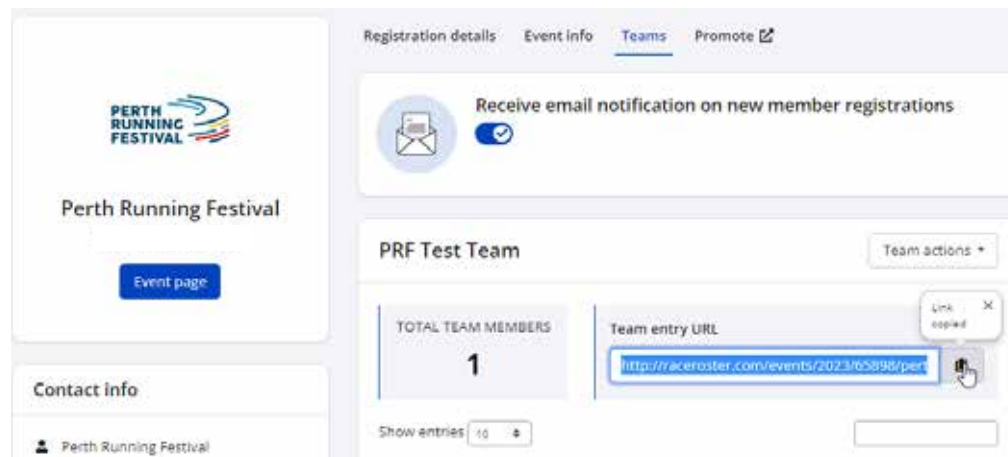 Registration details Event info Teams Promote
PERTH
RUNNING
FESTIVAL
Receive email notification on new member registrations
Perth Running Festival
Event page
PRF Test Team
Team actions
Link
copied
TOTAL TEAM MEMBERS
1
Team entry URL
http://raceroster.com/events/2023/65898/pert
Contact info
Perth Running Festival
Show entries 10